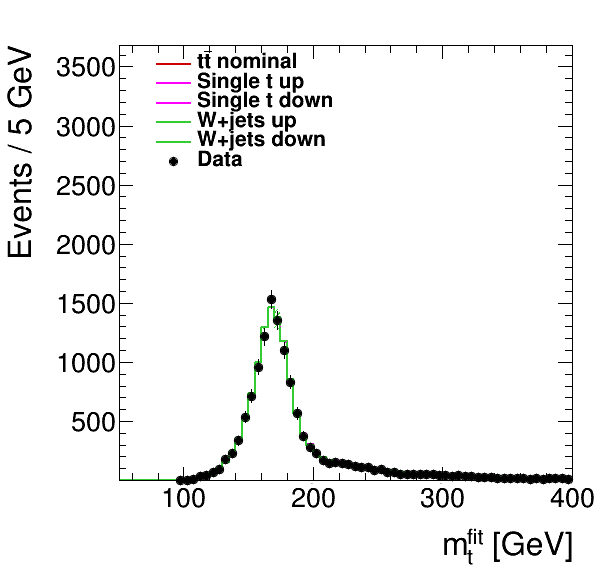 tt̄ nominal
Single t up
Single t down
W+jets up
W+jets down
Data
Events / 5 GeV
3500
3000
2500
2000
1500
1000
500
100 200 300 400
m_t^fit [GeV]